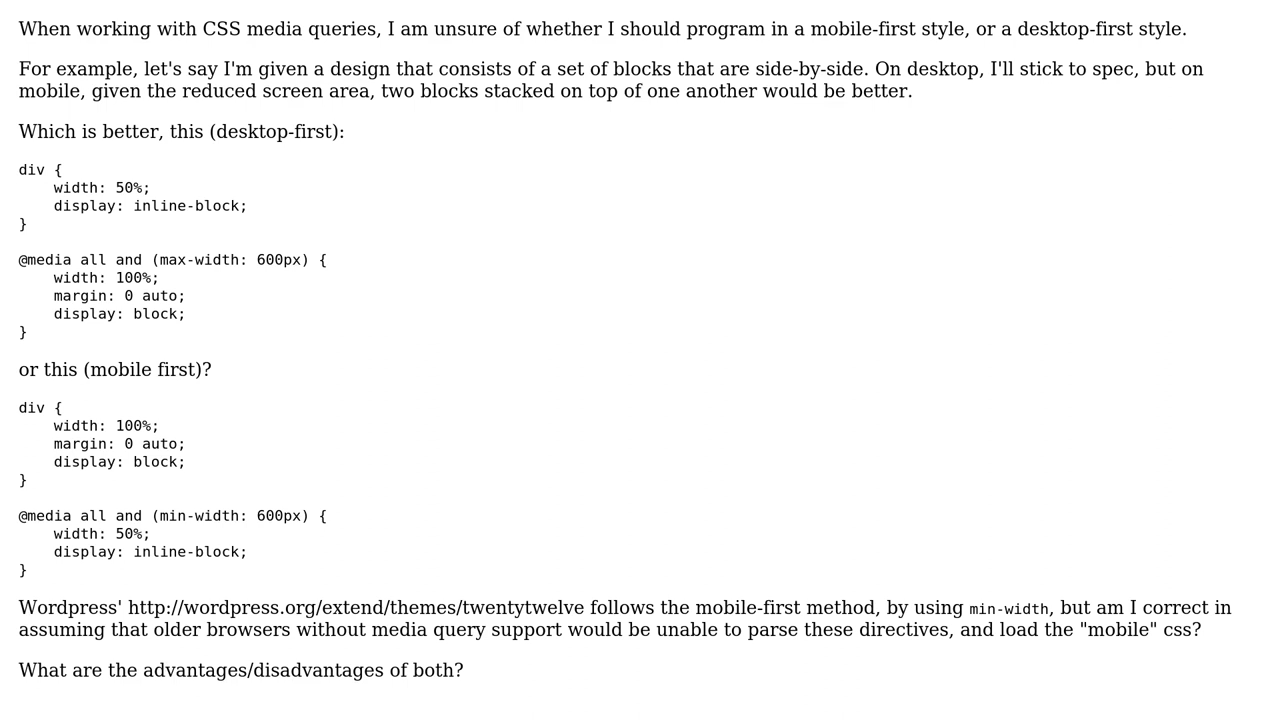 When working with CSS media queries, I am unsure of whether I should program in a mobile-first style, or a desktop-first style.
For example, let's say I'm given a design that consists of a set of blocks that are side-by-side. On desktop, I'll stick to spec, but on
mobile, given the reduced screen area, two blocks stacked on top of one another would be better.
Which is better, this (desktop-first):
div {
    width: 50%;
    display: inline-block;
}
@media all and (max-width: 600px) {
    width: 100%;
    margin: 0 auto;
    display: block;
}
or this (mobile first)?
div {
    width: 100%;
    margin: 0 auto;
    display: block;
}
@media all and (min-width: 600px) {
    width: 50%;
    display: inline-block;
}
Wordpress' http://wordpress.org/extend/themes/twentytwelve follows the mobile-first method, by using min-width, but am I correct in
assuming that older browsers without media query support would be unable to parse these directives, and load the "mobile" css?
What are the advantages/disadvantages of both?